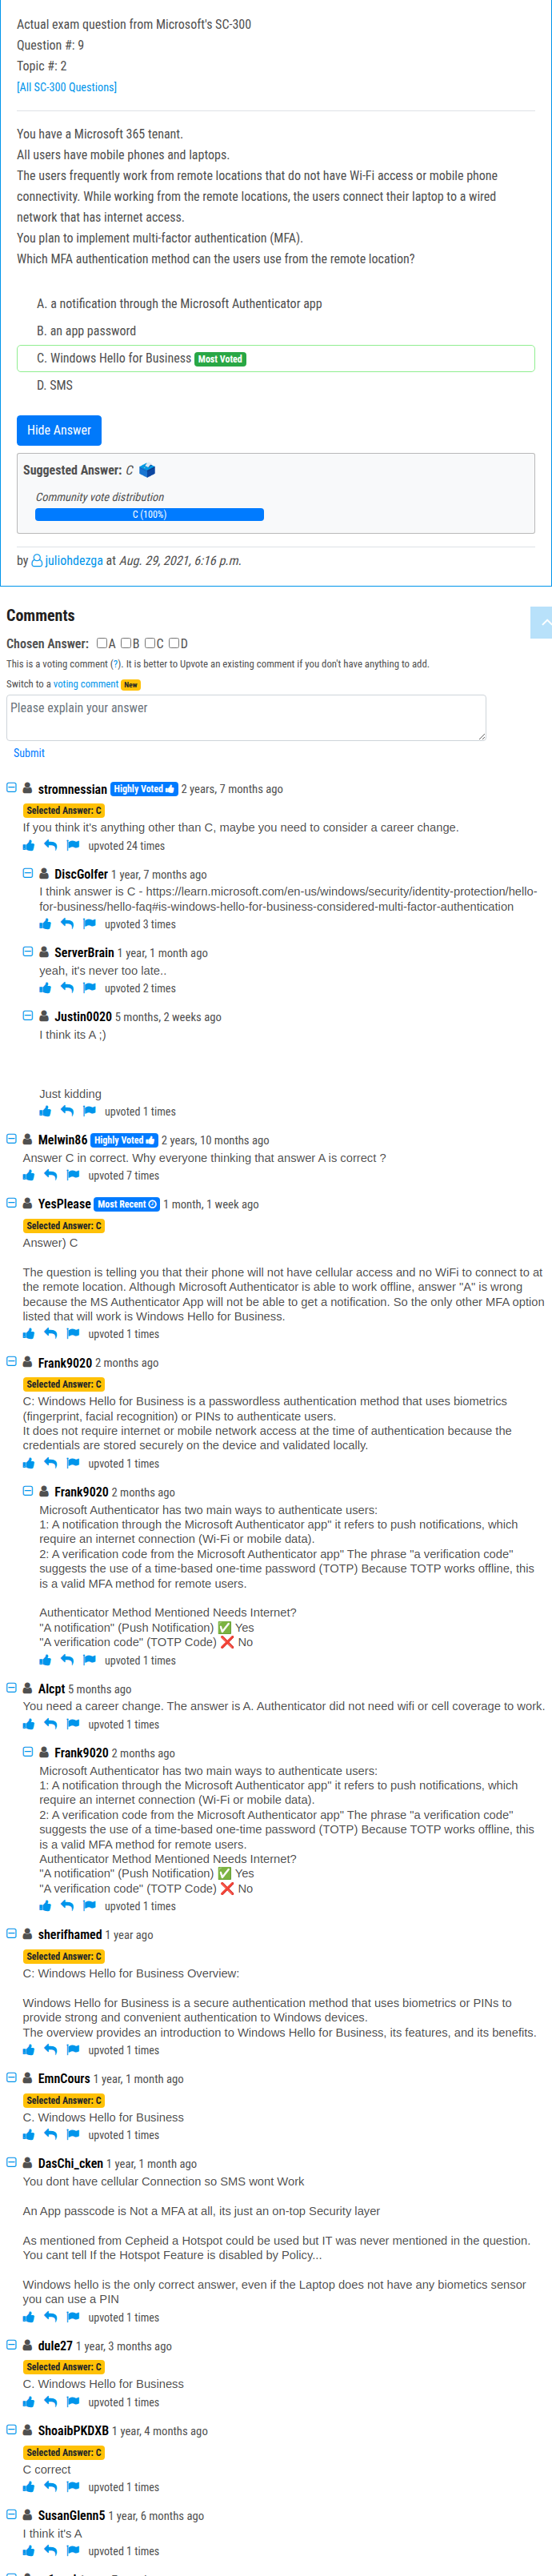 Actual exam question from Microsoft's SC-300
Question #: 9
Topic #: 2
[All SC-300 Questions]
You have a Microsoft 365 tenant.
All users have mobile phones and laptops.
The users frequently work from remote locations that do not have Wi-Fi access or mobile phone
connectivity. While working from the remote locations, the users connect their laptop to a wired
network that has internet access.
You plan to implement multi-factor authentication (MFA).
Which MFA authentication method can the users use from the remote location?
A. a notification through the Microsoft Authenticator app
B. an app password
C. Windows Hello for Business Most Voted
D. SMS
Hide Answer
Suggested Answer: C
Community vote distribution
C (100%)
by juliohdezga at Aug. 29, 2021, 6:16 p.m.
Comments
Chosen Answer: A B C D
This is a voting comment (?). It is better to Upvote an existing comment if you don't have anything to add.
Switch to a voting comment New
Please explain your answer
Submit
stromnessian Highly Voted 2 years, 7 months ago
Selected Answer: C
If you think it's anything other than C, maybe you need to consider a career change.
upvoted 24 times
DiscGolfer 1 year, 7 months ago
I think answer is C - https://learn.microsoft.com/en-us/windows/security/identity-protection/hello-
for-business/hello-faq#is-windows-hello-for-business-considered-multi-factor-authentication
upvoted 3 times
ServerBrain 1 year, 1 month ago
yeah, it's never too late..
upvoted 2 times
Justin0020 5 months, 2 weeks ago
I think its A ;)
Just kidding
upvoted 1 times
Melwin86 Highly Voted 2 years, 10 months ago
Answer C in correct. Why everyone thinking that answer A is correct ?
upvoted 7 times
YesPlease Most Recent 1 month, 1 week ago
Selected Answer: C
Answer) C
The question is telling you that their phone will not have cellular access and no WiFi to connect to at
the remote location. Although Microsoft Authenticator is able to work offline, answer "A" is wrong
because the MS Authenticator App will not be able to get a notification. So the only other MFA option
listed that will work is Windows Hello for Business.
upvoted 1 times
Frank9020 2 months ago
Selected Answer: C
C: Windows Hello for Business is a passwordless authentication method that uses biometrics
(fingerprint, facial recognition) or PINs to authenticate users.
It does not require internet or mobile network access at the time of authentication because the
credentials are stored securely on the device and validated locally.
upvoted 1 times
Frank9020 2 months ago
Microsoft Authenticator has two main ways to authenticate users:
1: A notification through the Microsoft Authenticator app" it refers to push notifications, which
require an internet connection (Wi-Fi or mobile data).
2: A verification code from the Microsoft Authenticator app" The phrase "a verification code"
suggests the use of a time-based one-time password (TOTP) Because TOTP works offline, this
is a valid MFA method for remote users.
Authenticator Method Mentioned Needs Internet?
"A notification" (Push Notification) ✅ Yes
"A verification code" (TOTP Code) ❌ No
upvoted 1 times
Alcpt 5 months ago
You need a career change. The answer is A. Authenticator did not need wifi or cell coverage to work.
upvoted 1 times
Frank9020 2 months ago
Microsoft Authenticator has two main ways to authenticate users:
1: A notification through the Microsoft Authenticator app" it refers to push notifications, which
require an internet connection (Wi-Fi or mobile data).
2: A verification code from the Microsoft Authenticator app" The phrase "a verification code"
suggests the use of a time-based one-time password (TOTP) Because TOTP works offline, this
is a valid MFA method for remote users.
Authenticator Method Mentioned Needs Internet?
"A notification" (Push Notification) ✅ Yes
"A verification code" (TOTP Code) ❌ No
upvoted 1 times
sherifhamed 1 year ago
Selected Answer: C
C: Windows Hello for Business Overview:
Windows Hello for Business is a secure authentication method that uses biometrics or PINs to
provide strong and convenient authentication to Windows devices.
The overview provides an introduction to Windows Hello for Business, its features, and its benefits.
upvoted 1 times
EmnCours 1 year, 1 month ago
Selected Answer: C
C. Windows Hello for Business
upvoted 1 times
DasChi_cken 1 year, 1 month ago
You dont have cellular Connection so SMS wont Work
An App passcode is Not a MFA at all, its just an on-top Security layer
As mentioned from Cepheid a Hotspot could be used but IT was never mentioned in the question.
You cant tell If the Hotspot Feature is disabled by Policy...
Windows hello is the only correct answer, even if the Laptop does not have any biometics sensor
you can use a PIN
upvoted 1 times
dule27 1 year, 3 months ago
Selected Answer: C
C. Windows Hello for Business
upvoted 1 times
ShoaibPKDXB 1 year, 4 months ago
Selected Answer: C
C correct
upvoted 1 times
SusanGlenn5 1 year, 6 months ago
I think it's A
upvoted 1 times